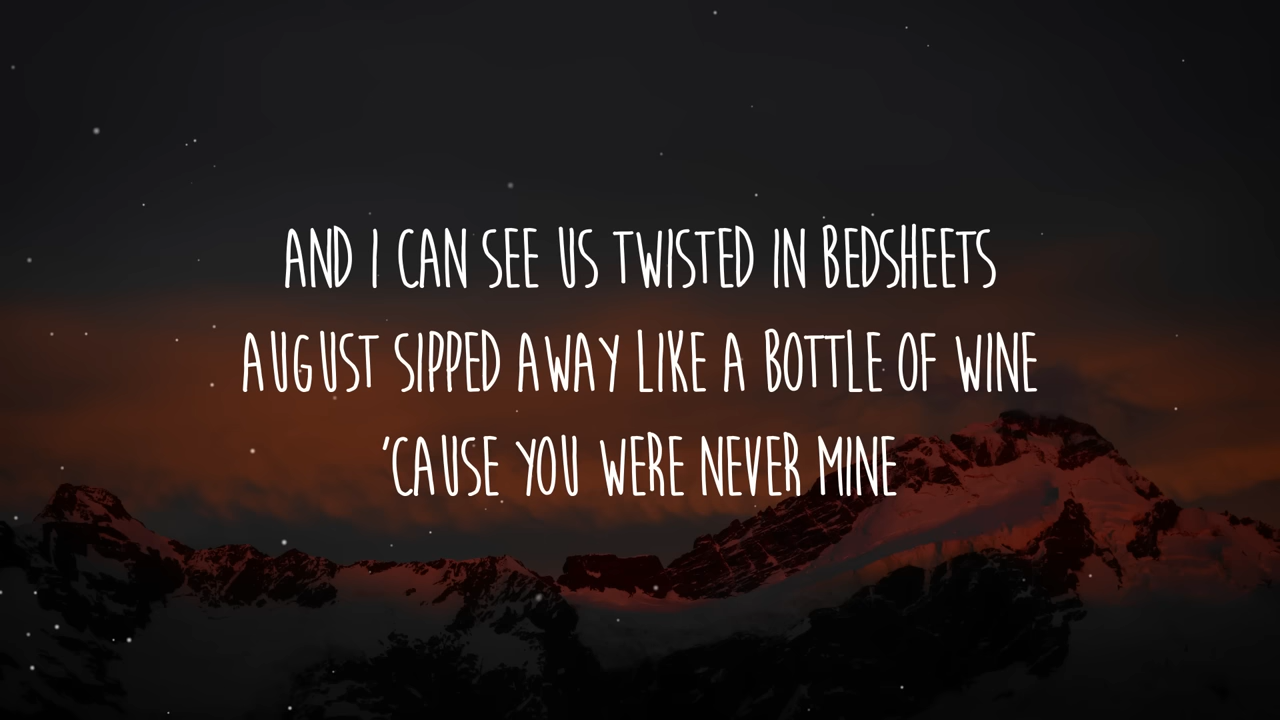 AND I CAN SEE US TWISTED IN BEDSHEETS
AUGUST SIPPED AWAY LIKE A BOTTLE OF WINE
'CAUSE YOU WERE NEVER MINE